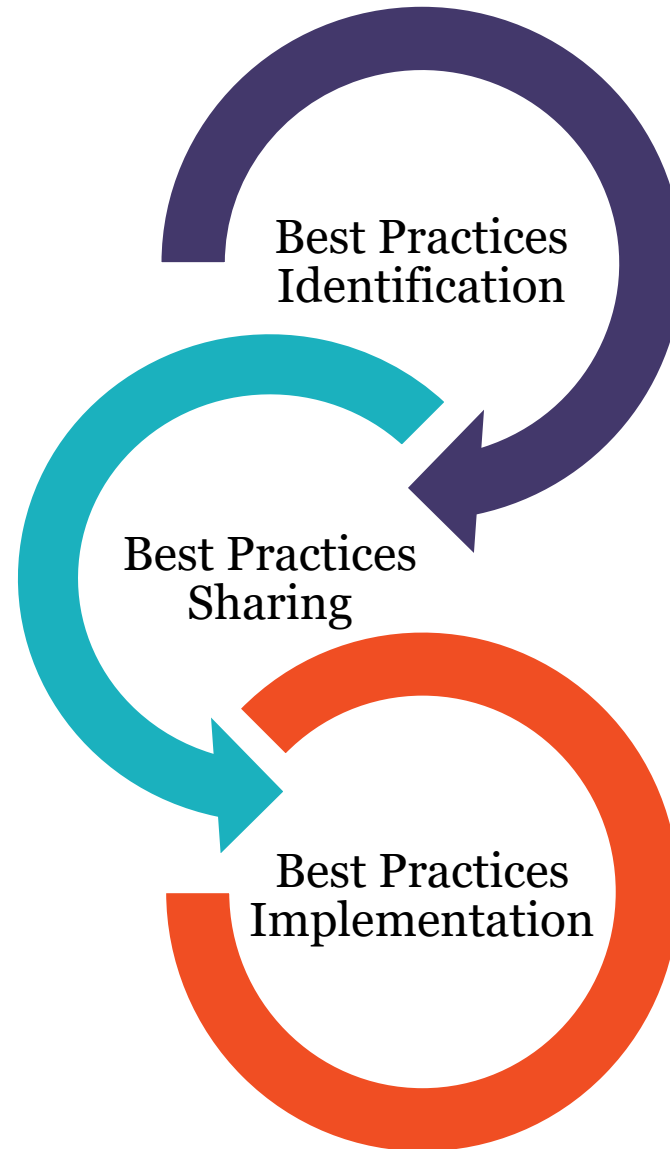 Best Practices
Identification
Best Practices
Sharing
Best Practices
Implementation